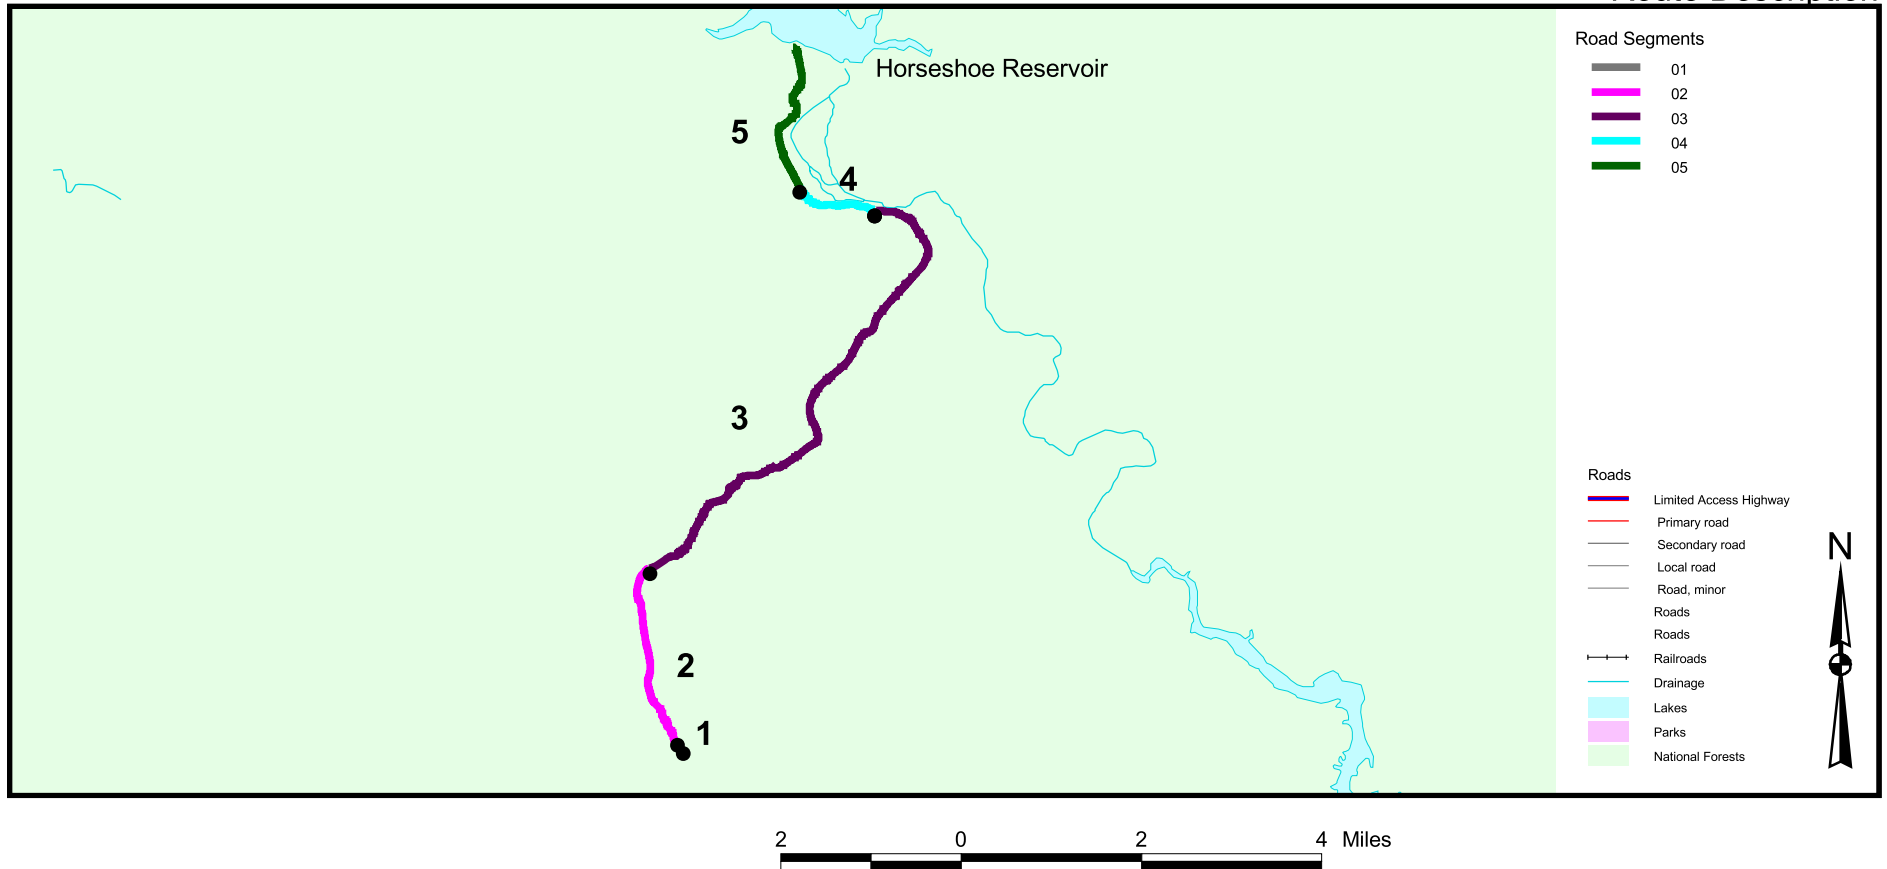 Horseshoe Reservoir
5
4
3
2
1
Road Segments
01
02
03
04
05
Roads
Limited Access Highway
Primary road
Secondary road
Local road
Road, minor
Roads
Roads
Railroads
Drainage
Lakes
Parks
National Forests
N
2 0 2 4 Miles